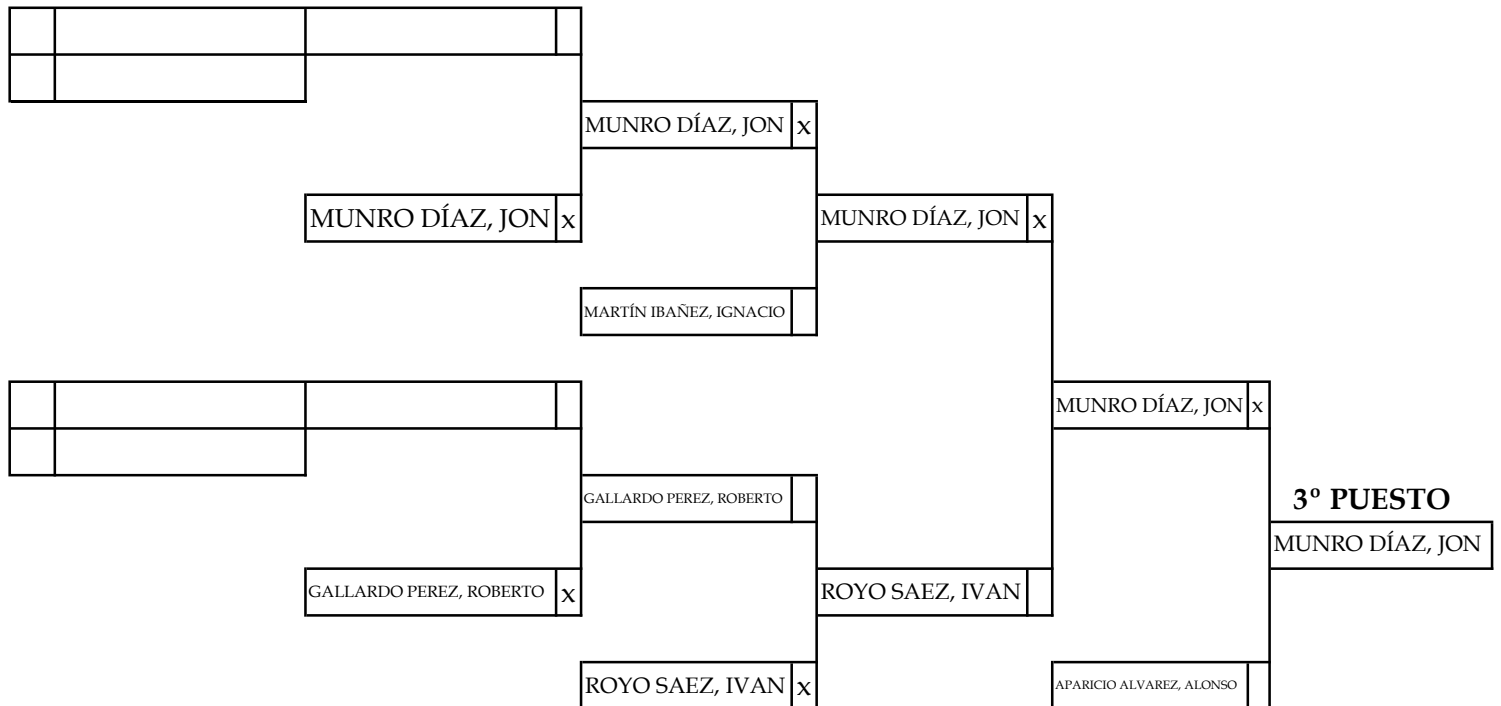 MUNRO DÍAZ, JON x
MUNRO DÍAZ, JON x
MUNRO DÍAZ, JON x
MARTÍN IBAÑEZ, IGNACIO
MUNRO DÍAZ, JON x
GALLARDO PEREZ, ROBERTO
3º PUESTO
MUNRO DÍAZ, JON
GALLARDO PEREZ, ROBERTO x
ROYO SAEZ, IVAN
ROYO SAEZ, IVAN x
APARICIO ALVAREZ, ALONSO